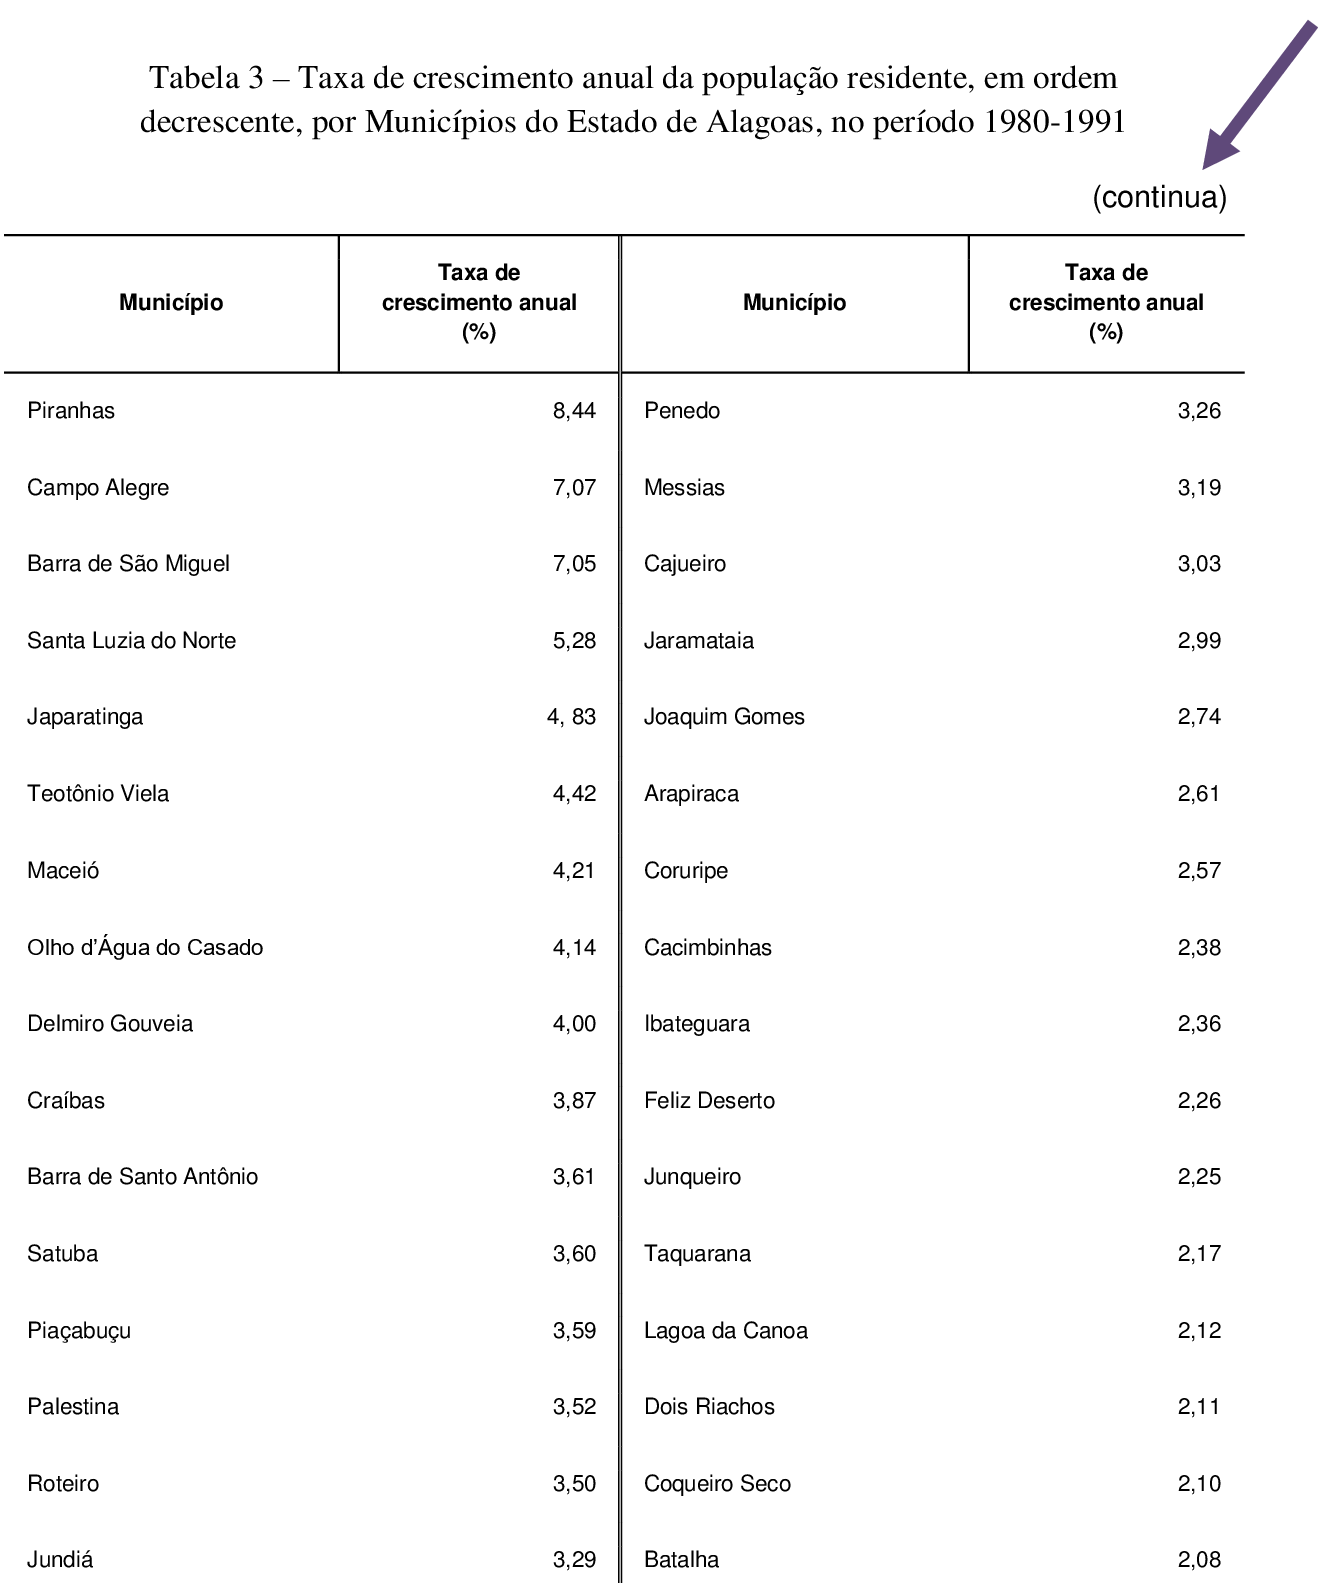 Tabela 3 – Taxa de crescimento anual da população residente, em ordem
decrescente, por Municípios do Estado de Alagoas, no período 1980-1991
(continua)
Município | Taxa de crescimento anual (%) | Município | Taxa de crescimento anual (%)
Piranhas 8,44 Penedo 3,26
Campo Alegre 7,07 Messias 3,19
Barra de São Miguel 7,05 Cajueiro 3,03
Santa Luzia do Norte 5,28 Jaramataia 2,99
Japaratinga 4, 83 Joaquim Gomes 2,74
Teotônio Viela 4,42 Arapiraca 2,61
Maceió 4,21 Coruripe 2,57
Olho d’Água do Casado 4,14 Cacimbinhas 2,38
Delmiro Gouveia 4,00 Ibateguara 2,36
Craíbas 3,87 Feliz Deserto 2,26
Barra de Santo Antônio 3,61 Junqueiro 2,25
Satuba 3,60 Taquarana 2,17
Piaçabuçu 3,59 Lagoa da Canoa 2,12
Palestina 3,52 Dois Riachos 2,11
Roteiro 3,50 Coqueiro Seco 2,10
Jundiá 3,29 Batalha 2,08